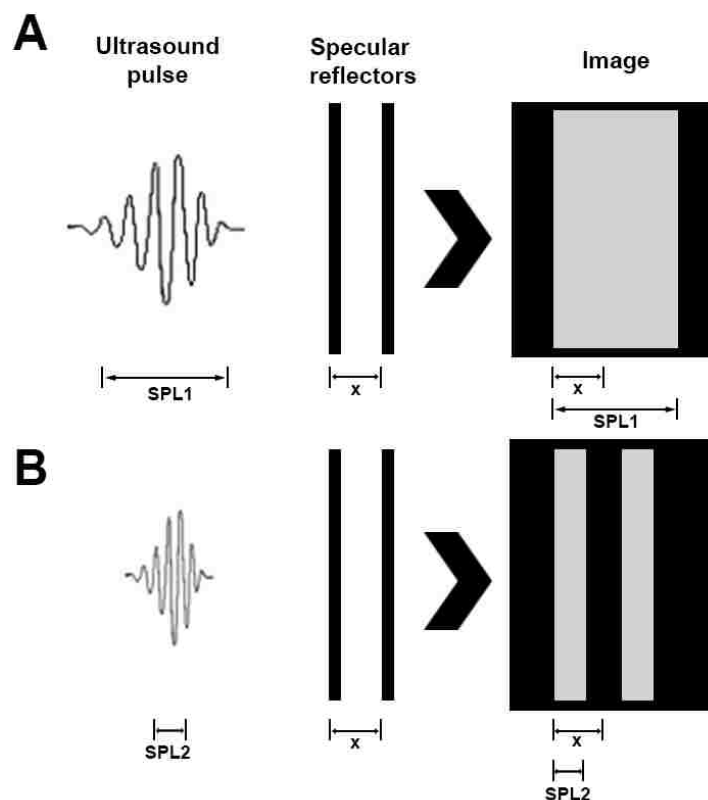 A
Ultrasound
pulse
Specular
reflectors
Image
SPL1
x
x
SPL1
B
SPL2
x
x
SPL2